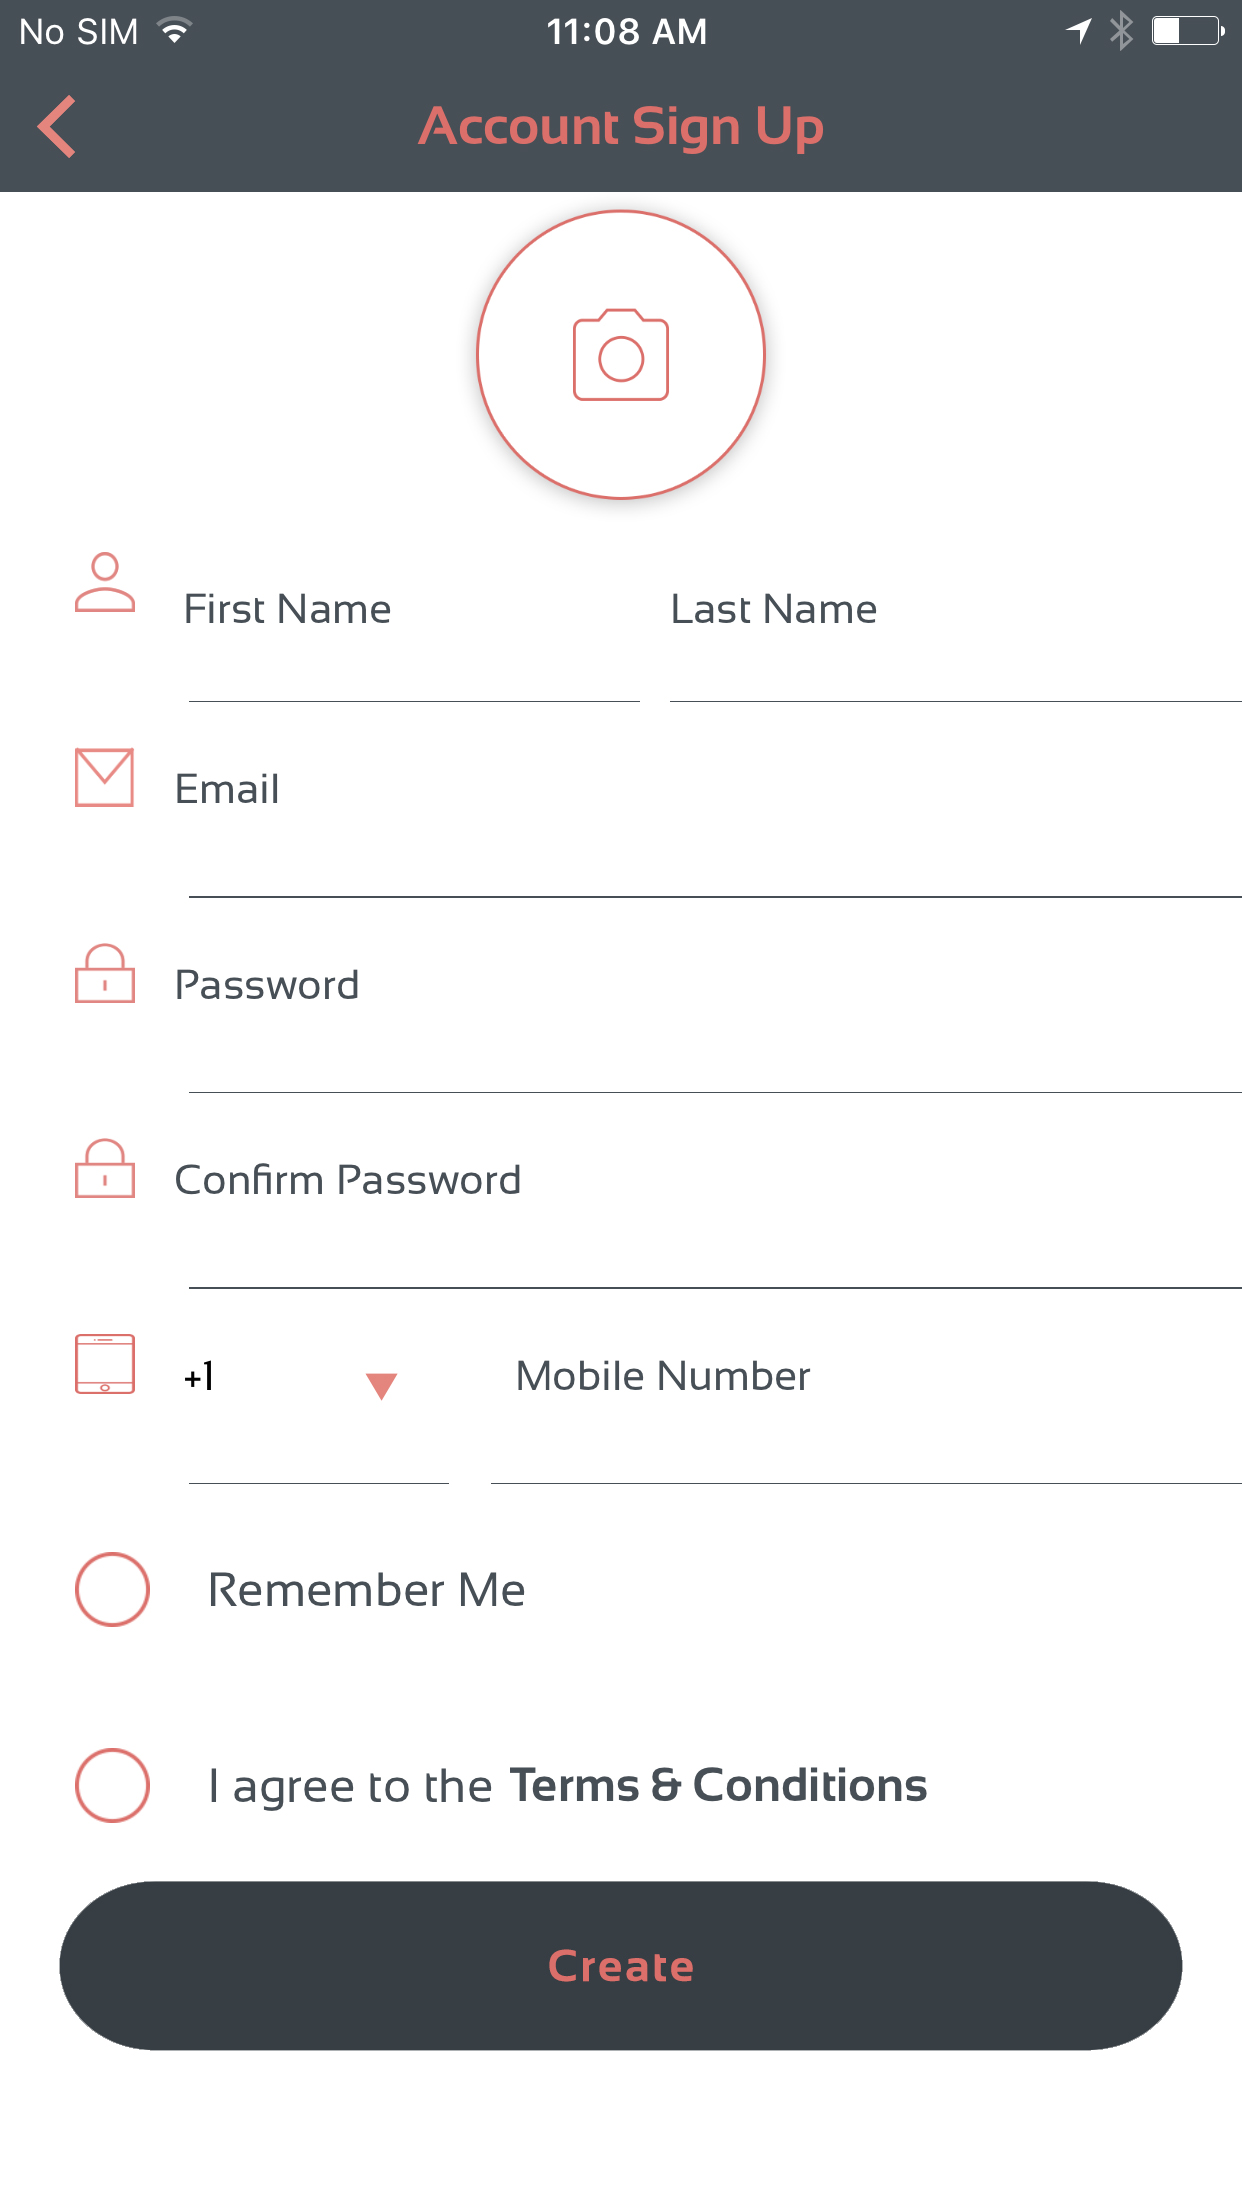 No SIM 11:08 AM
Account Sign Up
First Name Last Name
Email
Password
Confirm Password
+1 Mobile Number
Remember Me
I agree to the Terms & Conditions
Create